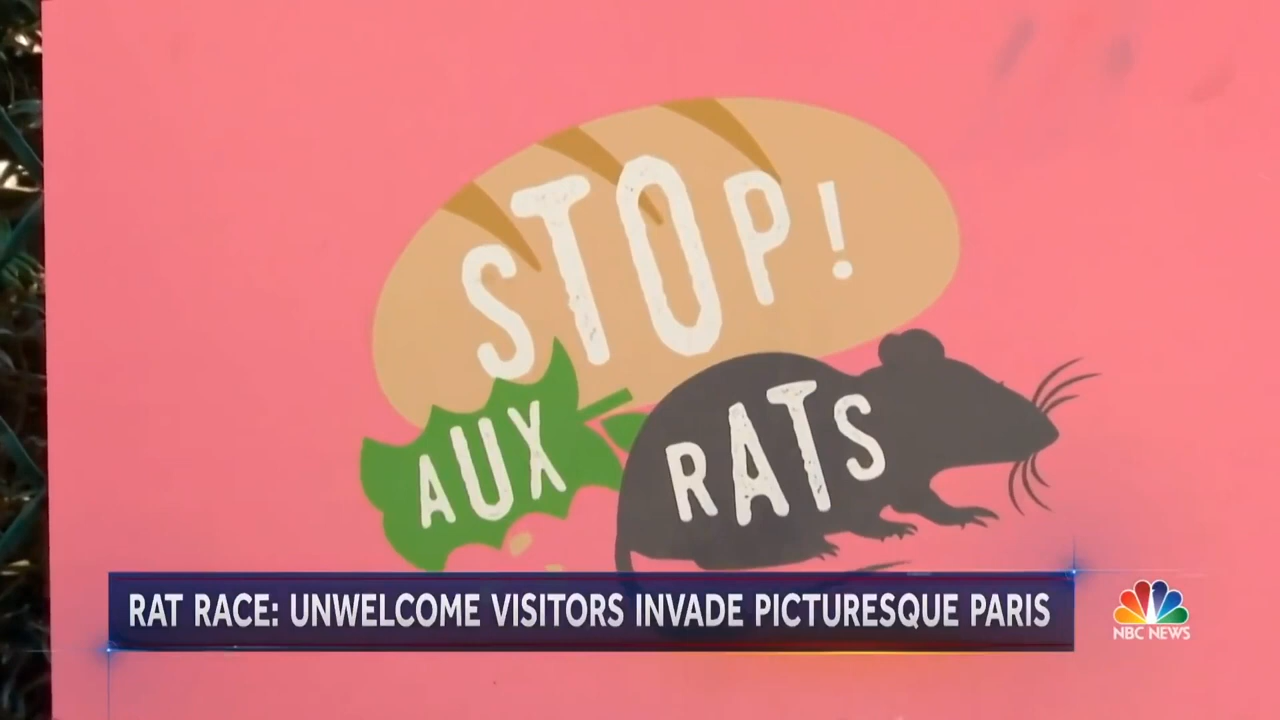 STOP!
AUX RATS
RAT RACE: UNWELCOME VISITORS INVADE PICTURESQUE PARIS
NBC NEWS